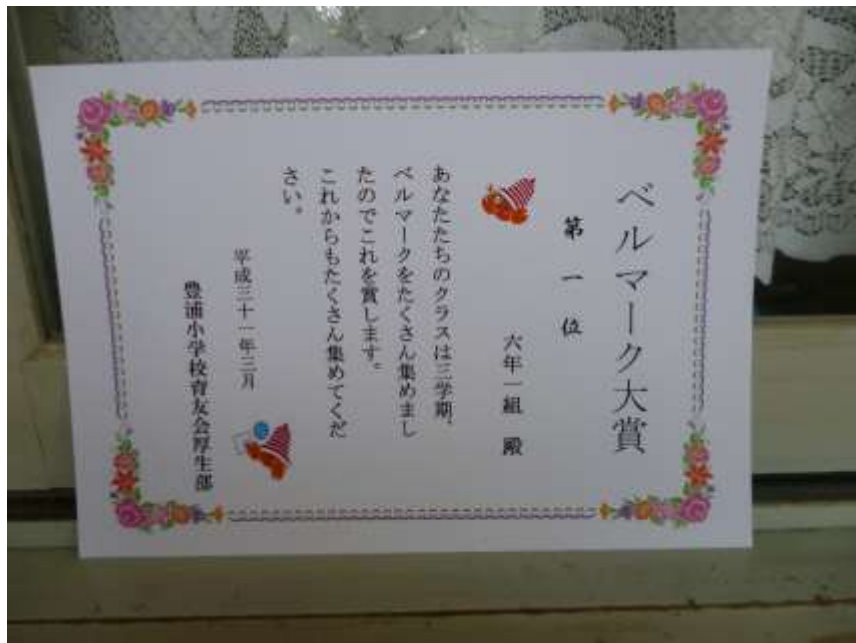 ベルマーク大賞
第一位
六年一組 殿
あなたたちのクラスは三学期、
ベルマークをたくさん集めまし
たのでこれを賞します。
これからもたくさん集めてくだ
さい。
平成三十一年三月
豊浦小学校育友会厚生部